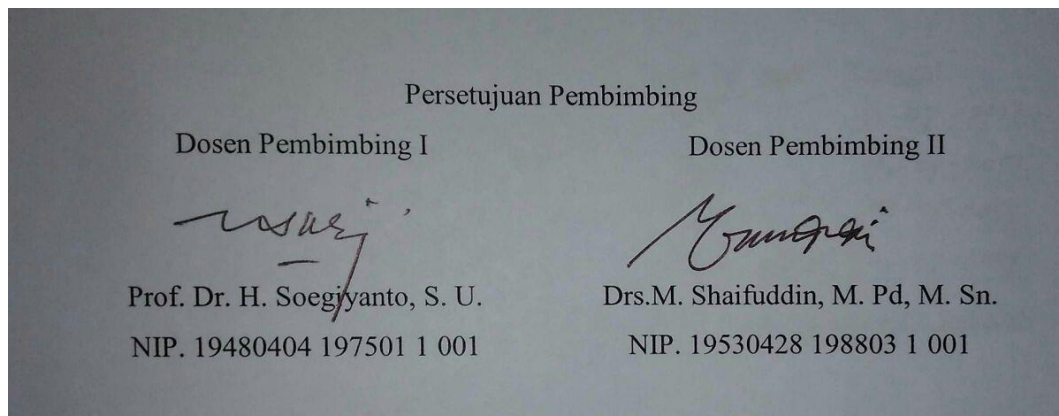 Persetujuan Pembimbing
Dosen Pembimbing I
Dosen Pembimbing II
Prof. Dr. H. Soegiyanto, S. U.
Drs.M. Shaifuddin, M. Pd, M. Sn.
NIP. 19480404 197501 1 001
NIP. 19530428 198803 1 001